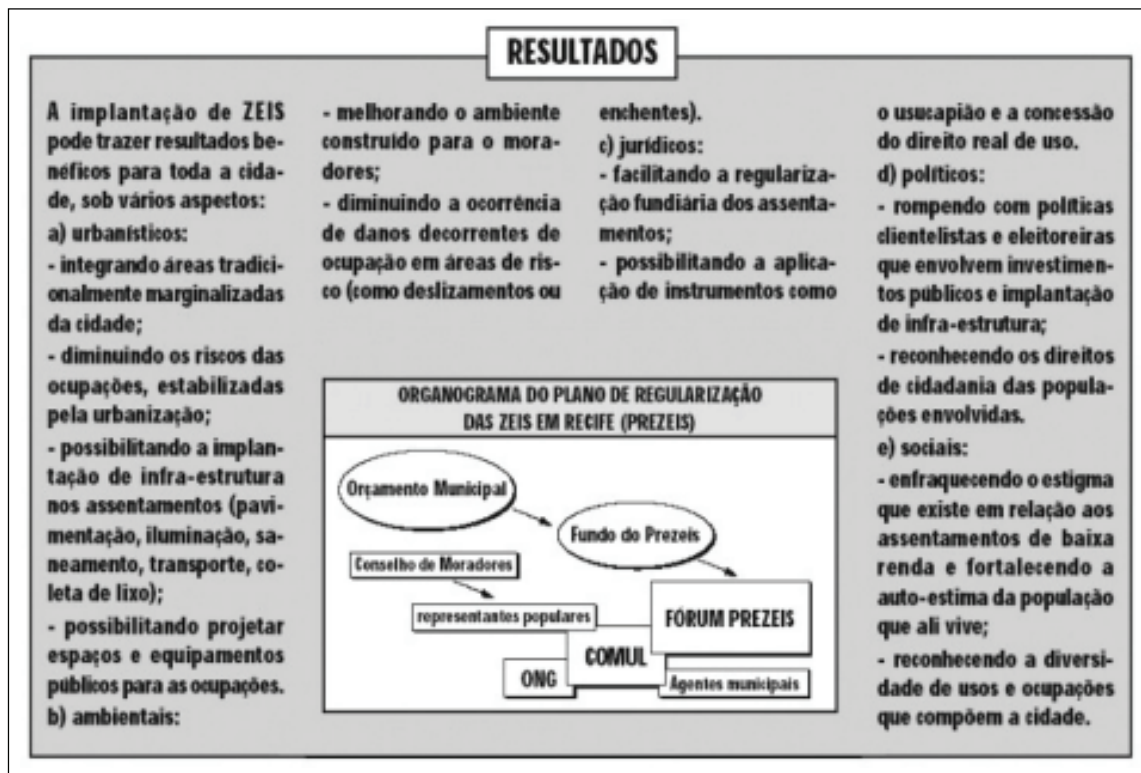 RESULTADOS
A implantação de ZEIS
pode trazer resultados be-
néficos para toda a cida-
de, sob vários aspectos:
a) urbanísticos:
- integrando áreas tradici-
onalmente marginalizadas
da cidade;
- diminuindo os riscos das
ocupações, estabilizadas
pela urbanização;
- possibilitando a implan-
tação de infra-estrutura
nos assentamentos (pavi-
mentação, iluminação, sa-
neamento, transporte, co-
leta de lixo);
- possibilitando projetar
espaços e equipamentos
públicos para as ocupações.
b) ambientais:
- melhorando o ambiente
construído para o mora-
dores;
- diminuindo a ocorrência
de danos decorrentes de
ocupação em áreas de ris-
co (como deslizamentos ou
enchentes).
c) jurídicos:
- facilitando a regulariza-
ção fundiária dos assenta-
mentos;
- possibilitando a aplica-
ção de instrumentos como
o usucapião e a concessão
do direito real de uso.
d) políticos:
- rompendo com políticas
clientelistas e eleitoreiras
que envolvem investimen-
tos públicos e implantação
de infra-estrutura;
- reconhecendo os direitos
de cidadania das popula-
ções envolvidas.
e) sociais:
- enfraquecendo o estigma
que existe em relação aos
assentamentos de baixa
renda e fortalecendo a
auto-estima da população
que ali vive;
- reconhecendo a diversi-
dade de usos e ocupações
que compõem a cidade.
ORGANOGRAMA DO PLANO DE REGULARIZAÇÃO
DAS ZEIS EM RECIFE (PREZEIS)
Orçamento Municipal
Fundo do Prezeis
Conselho de Moradores
representantes populares
FÓRUM PREZEIS
COMUL
ONG
Agentes municipais